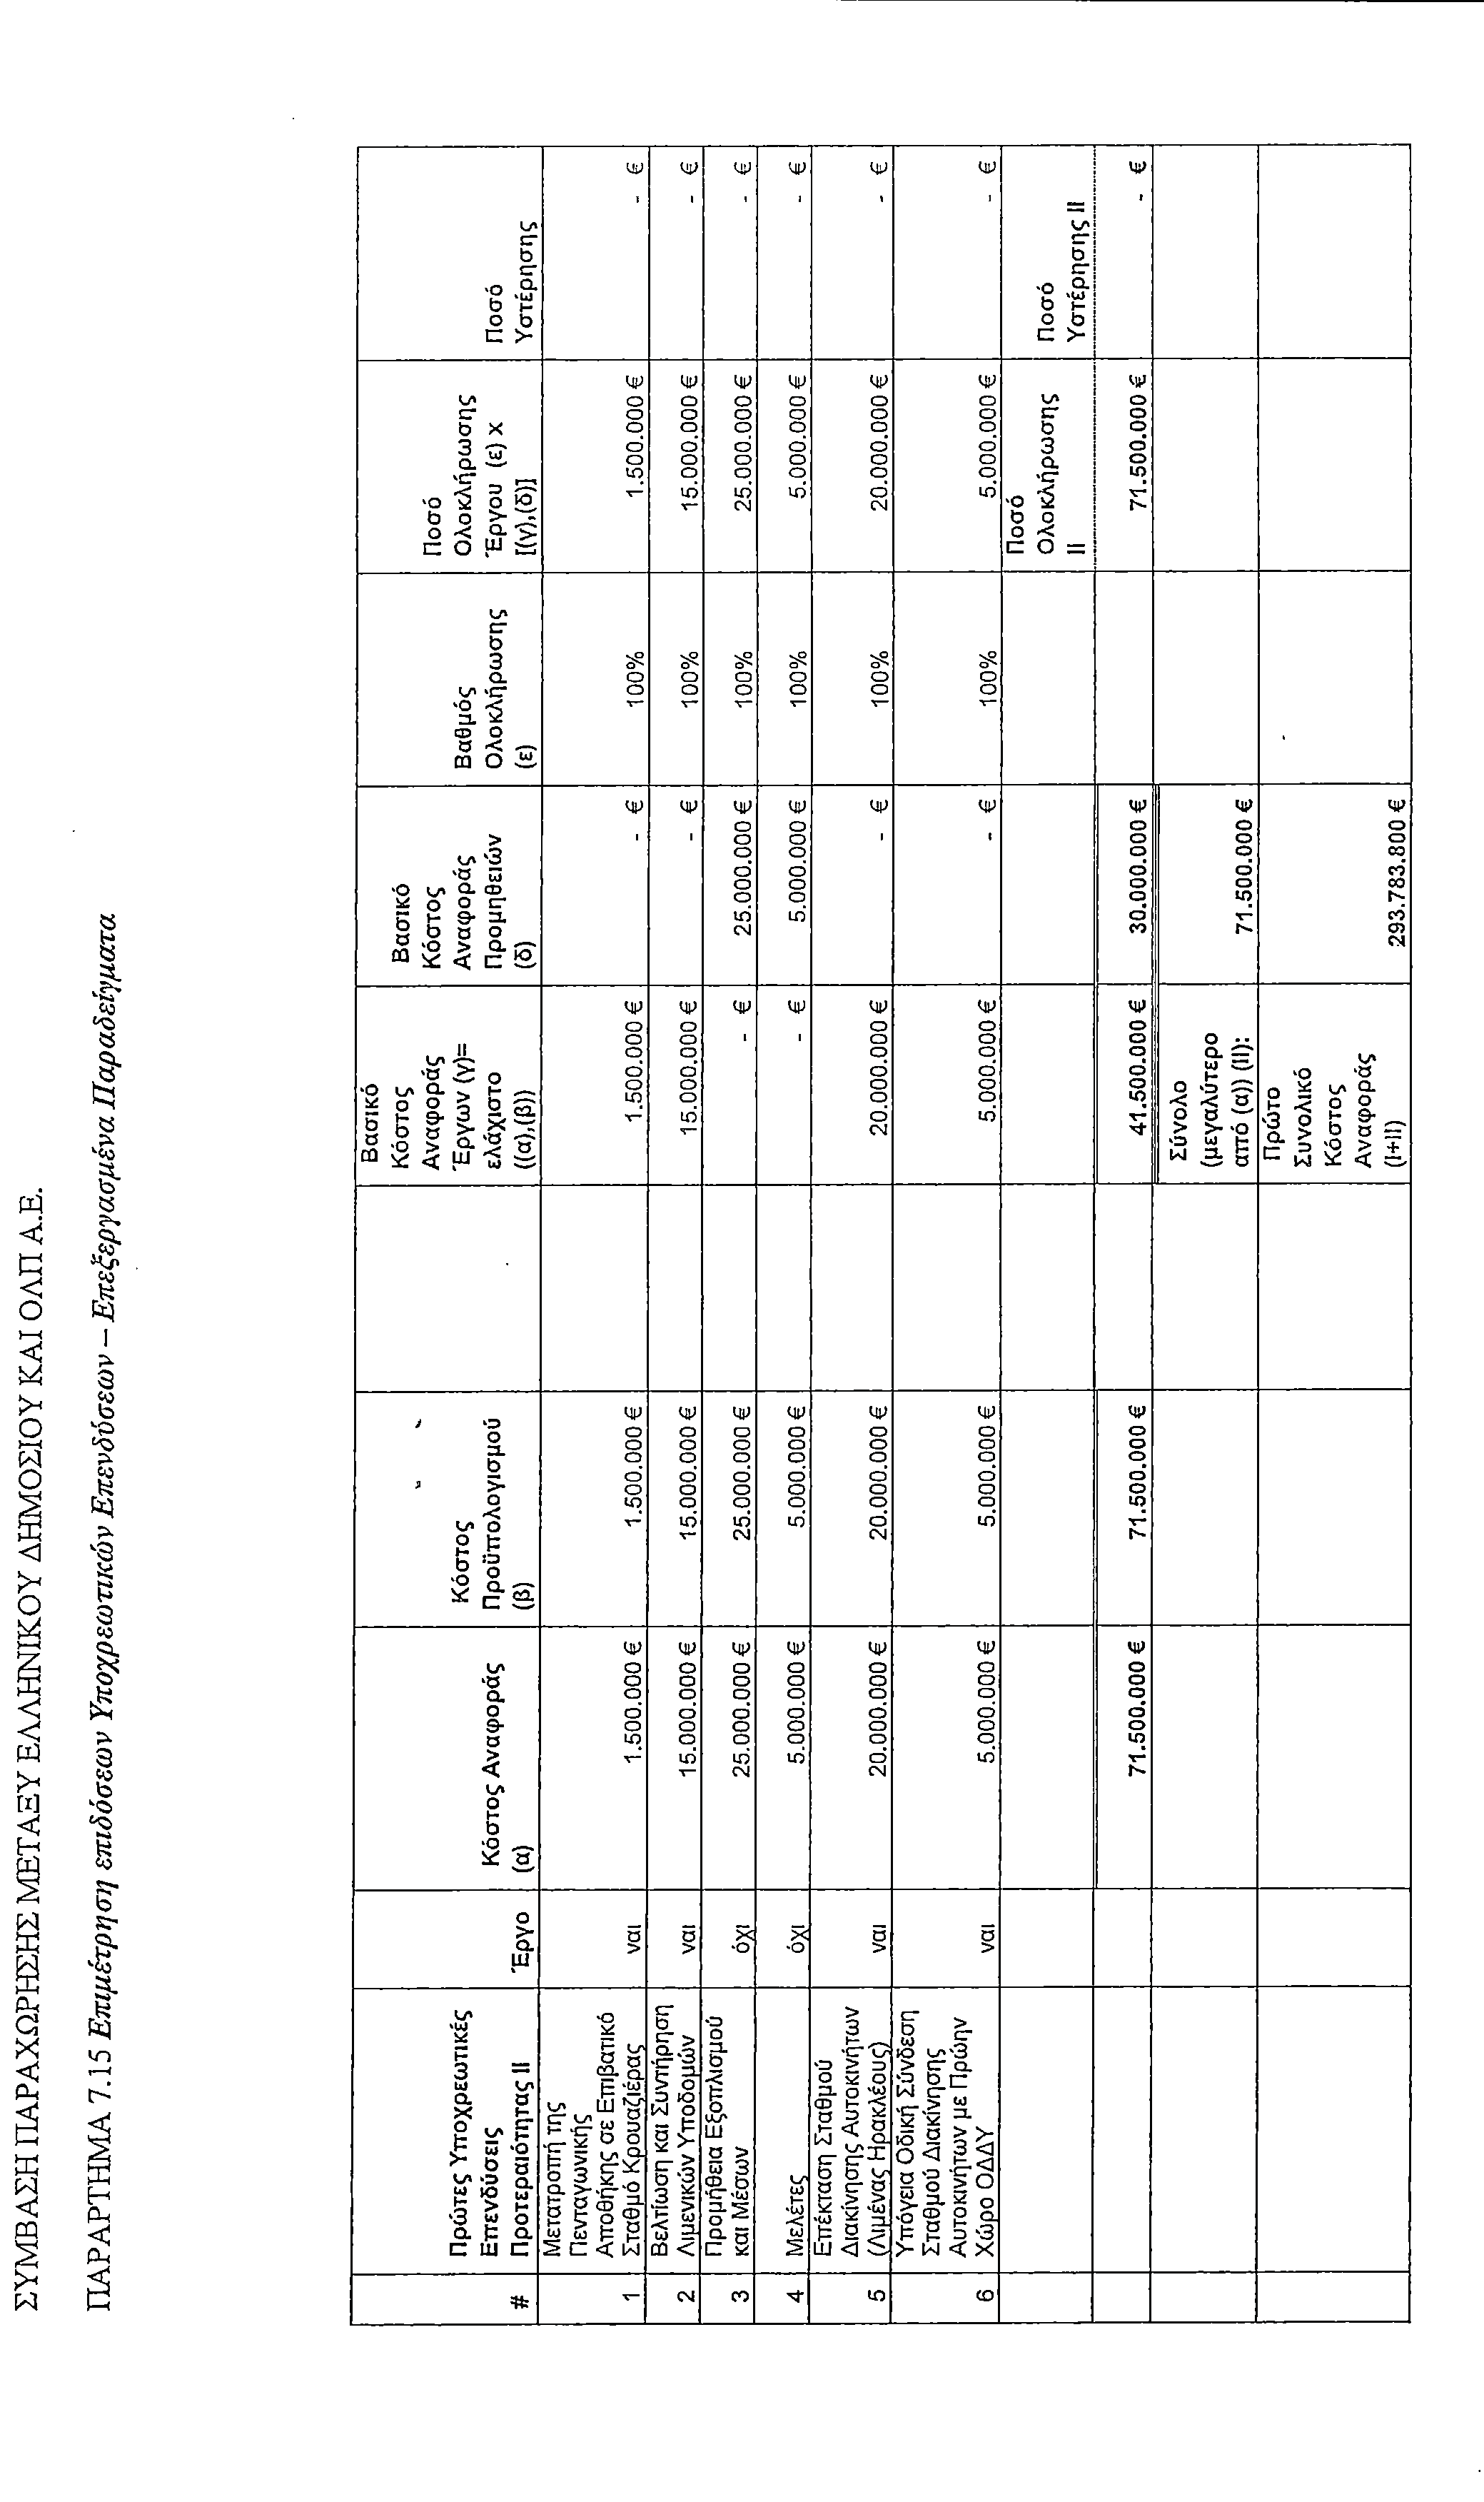 ΣΥΜΒΑΣΗ ΠΑΡΑΧΩΡΗΣΗΣ ΜΕΤΑΞΥ ΕΛΛΗΝΙΚΟΥ ΔΗΜΟΣΙΟΥ ΚΑΙ ΟΛΠ Α.Ε.
ΠΑΡΑΡΤΗΜΑ 7.15 Επιμέτρηση επιδόσεων Υποχρεωτικών Επενδύσεων – Επεξεργασμένα Παραδείγματα
#
Πρώτες Υποχρεωτικές
Επενδύσεις
Προτεραιότητας ΙΙ
Έργο
Κόστος Αναφοράς
(α)
Κόστος
Προϋπολογισμού
(β)
Βασικό
Κόστος
Αναφοράς
Έργων (γ)=
ελάχιστο
((α),(β))
Βασικό
Κόστος
Αναφοράς
Προμηθειών
(δ)
Βαθμός
Ολοκλήρωσης
(ε)
Ποσό
Ολοκλήρωσης
Έργου (ε) x
[(γ),(δ)]
Ποσό
Υστέρησης
1
Μετατροπή της
Πενταγωνικής
Αποθήκης σε Επιβατικό
Σταθμό Κρουαζιέρας
ναι
1.500.000 €
1.500.000 €
1.500.000 €
- €
100%
1.500.000 €
- €
2
Βελτίωση και Συντήρηση
Λιμενικών Υποδομών
ναι
15.000.000 €
15.000.000 €
15.000.000 €
- €
100%
15.000.000 €
- €
3
Προμήθεια Εξοπλισμού
και Μέσων
όχι
25.000.000 €
25.000.000 €
- €
25.000.000 €
100%
25.000.000 €
- €
4
Μελέτες
όχι
5.000.000 €
5.000.000 €
- €
5.000.000 €
100%
5.000.000 €
- €
5
Επέκταση Σταθμού
Διακίνησης Αυτοκινήτων
(Λιμένας Ηρακλέους)
ναι
20.000.000 €
20.000.000 €
20.000.000 €
- €
100%
20.000.000 €
- €
6
Υπόγεια Οδική Σύνδεση
Σταθμού Διακίνησης
Αυτοκινήτων με Πρώην
Χώρο ΟΔΔΥ
ναι
5.000.000 €
5.000.000 €
5.000.000 €
- €
100%
5.000.000 €
- €
Ποσό
Ολοκλήρωσης
ΙΙ
Ποσό
Υστέρησης ΙΙ
71.500.000 €
71.500.000 €
41.500.000 €
30.000.000 €
71.500.000 €
- €
Σύνολο
(μεγαλύτερο
από (α)) (ΙΙ):
71.500.000 €
Πρώτο
Συνολικό
Κόστος
Αναφοράς
(Ι+ΙΙ)
293.783.800 €